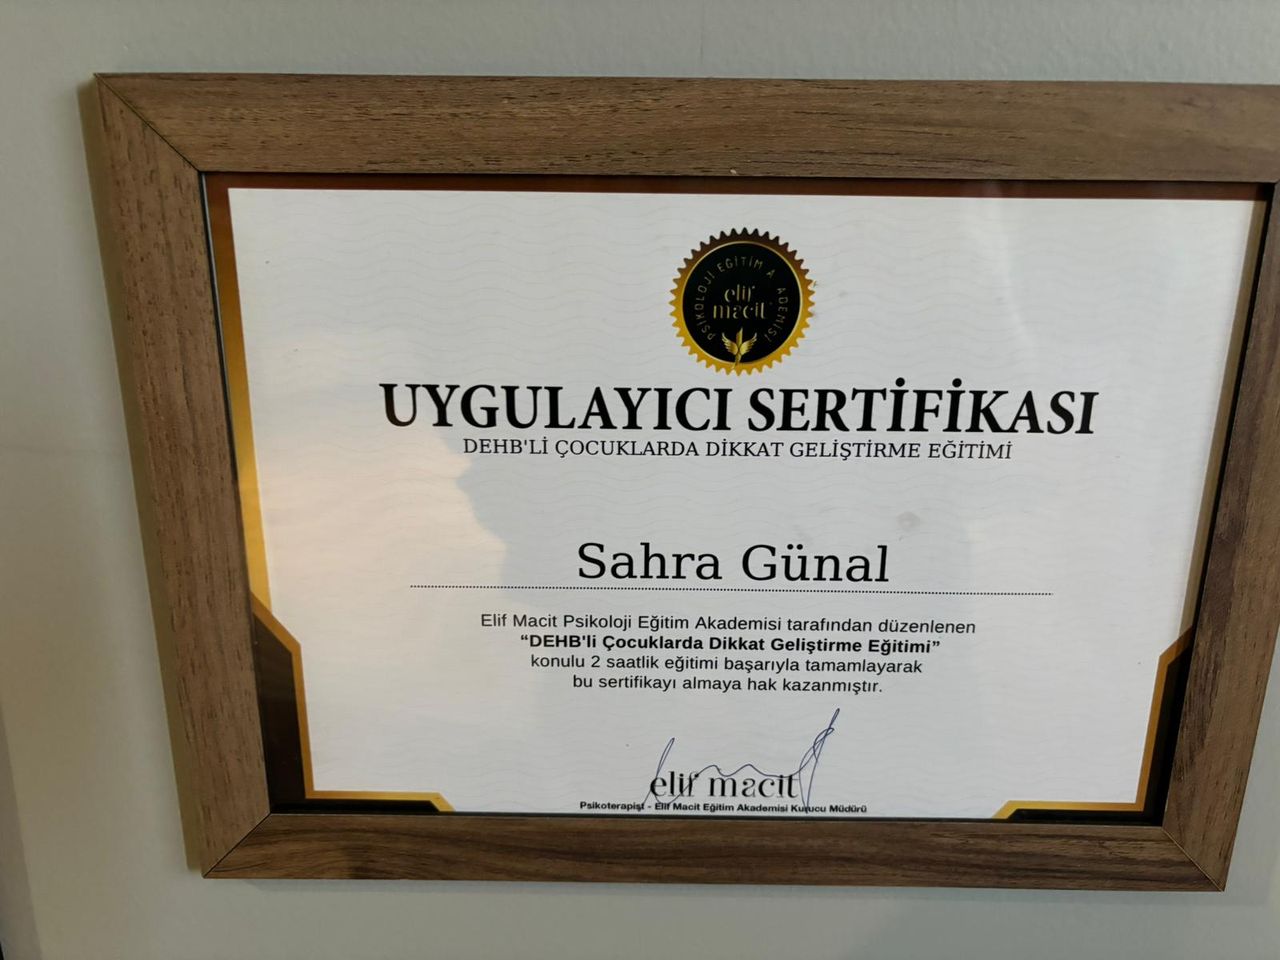 PSİKOLOJİ EĞİTİM A ADEMİSİ
elif
macit
UYGULAYICI SERTİFİKASI
DEHB'Lİ ÇOCUKLARDA DİKKAT GELİŞTİRME EĞİTİMİ
Sahra Günal
Elif Macit Psikoloji Eğitim Akademisi tarafından düzenlenen
“DEHB'li Çocuklarda Dikkat Geliştirme Eğitimi”
konulu 2 saatlik eğitimi başarıyla tamamlayarak
bu sertifikayı almaya hak kazanmıştır.
elif macit
Psikoterapist - Elif Macit Eğitim Akademisi Kurucu Müdürü